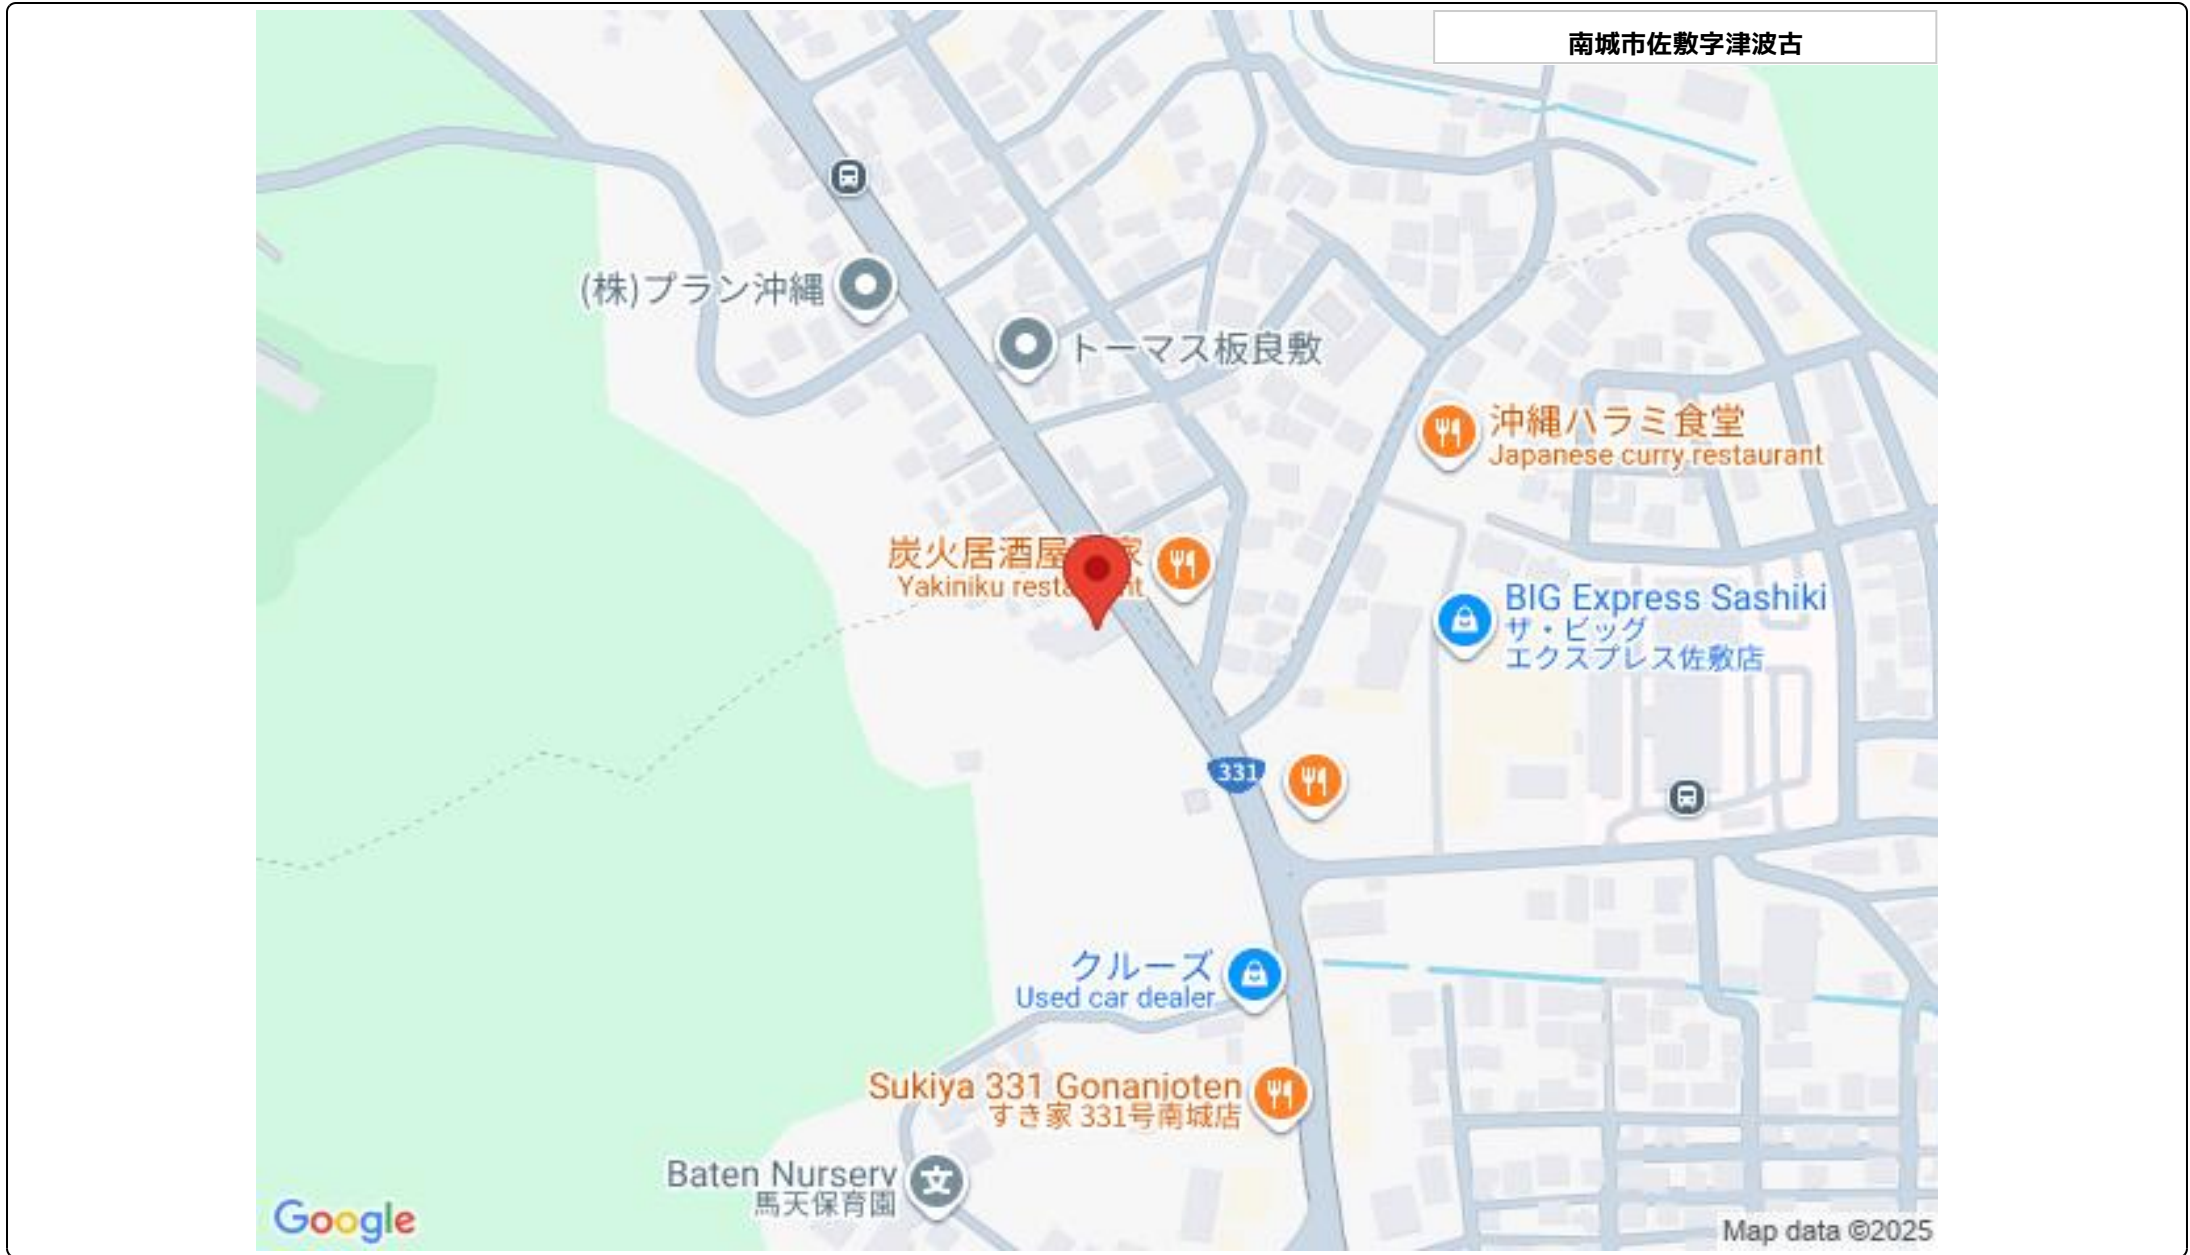 南城市佐敷字津波古
(株)プラン沖縄
トーマス板良敷
沖縄ハラミ食堂
Japanese curry restaurant
炭火居酒屋 家
Yakiniku
BIG Express Sashiki
ザ・ビッグ
エクスプレス佐敷店
331
クルーズ
Used car dealer
Sukiya 331 Gonanjoten
すき家 331号南城店
Baten Nursery
馬天保育園
文
Google
Map data ©2025